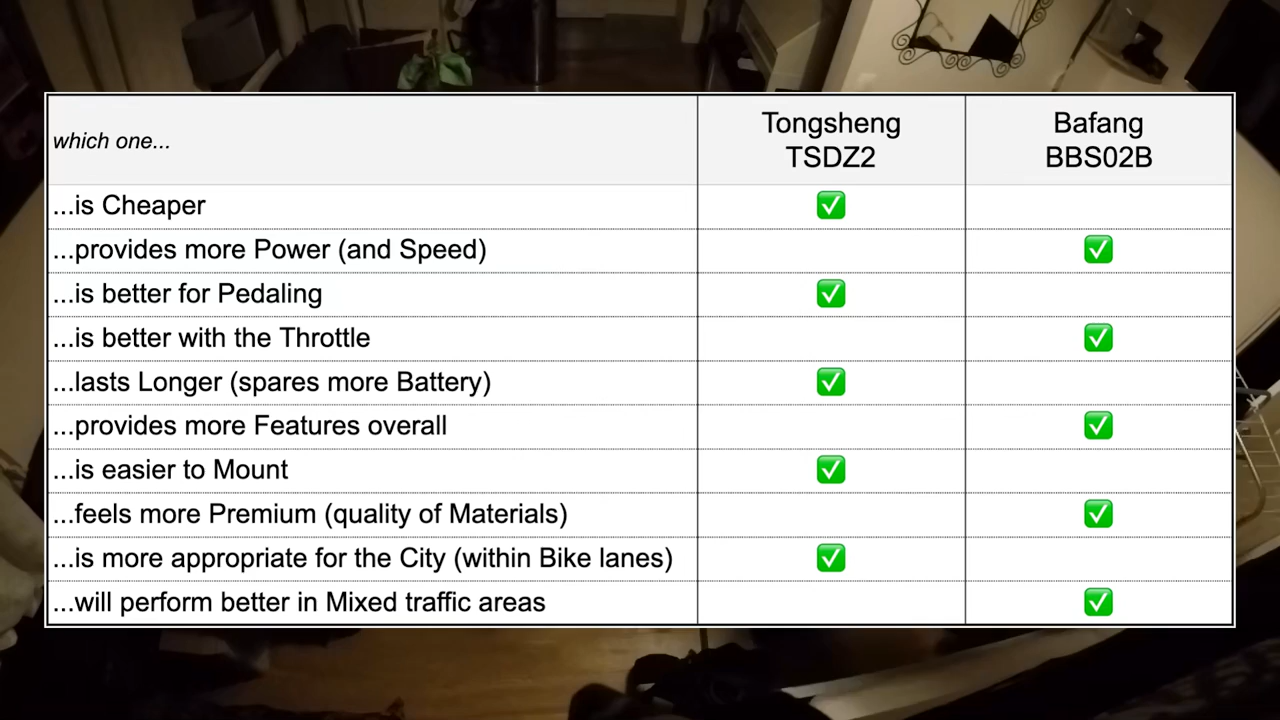 which one...
Tongsheng
TSDZ2
Bafang
BBS02B
...is Cheaper ✅
...provides more Power (and Speed) ✅
...is better for Pedaling ✅
...is better with the Throttle ✅
...lasts Longer (spares more Battery) ✅
...provides more Features overall ✅
...is easier to Mount ✅
...feels more Premium (quality of Materials) ✅
...is more appropriate for the City (within Bike lanes) ✅
...will perform better in Mixed traffic areas ✅